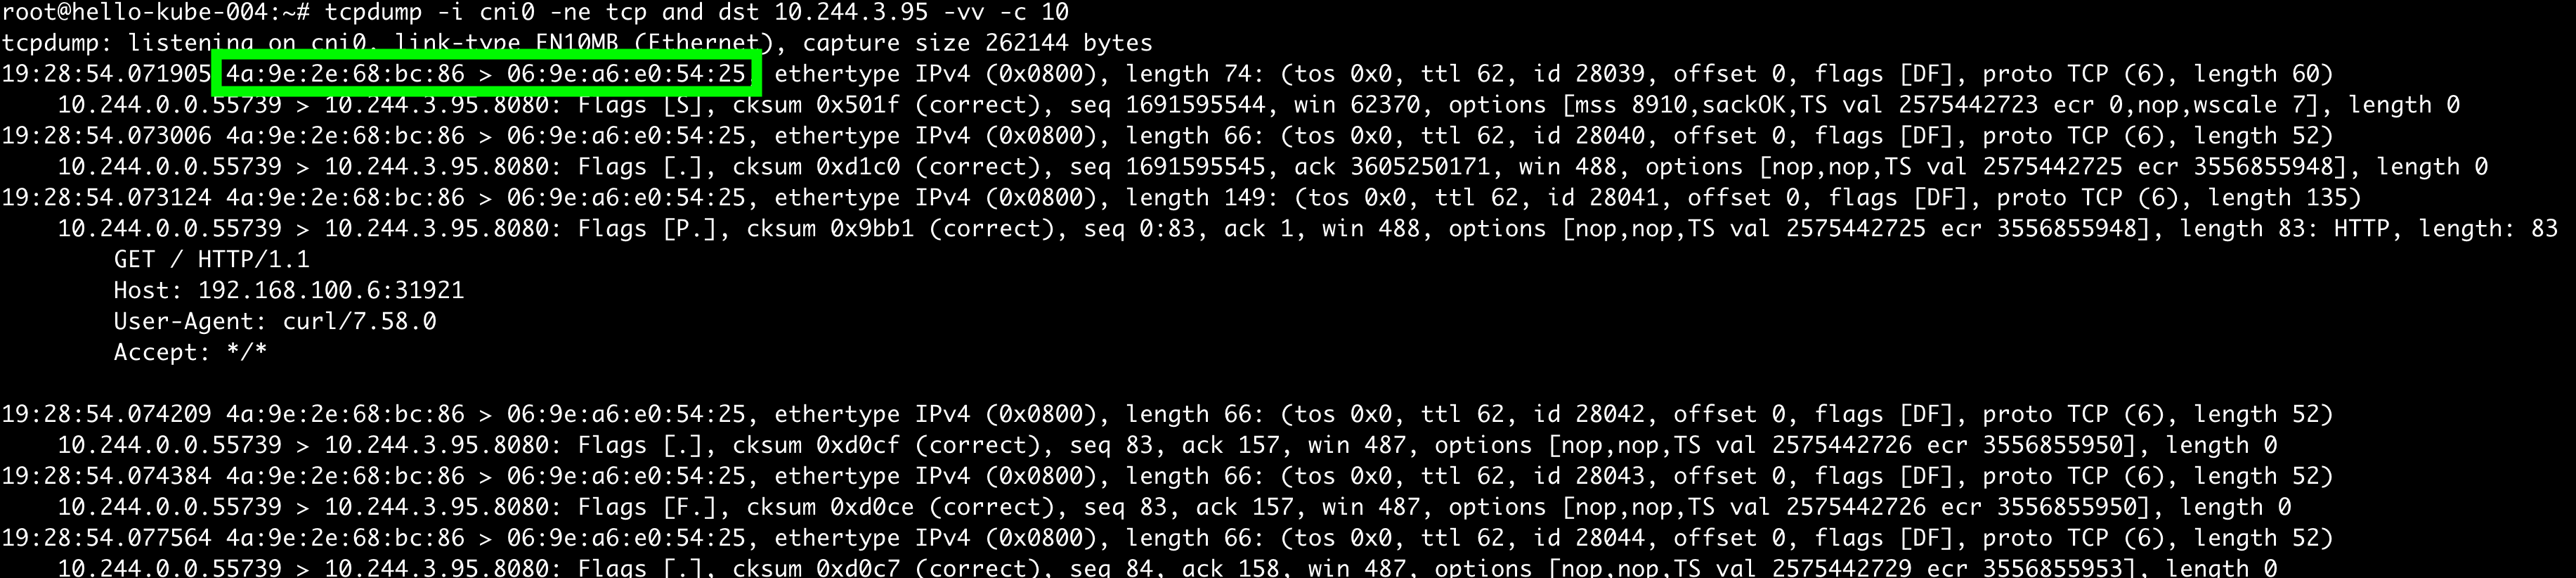 root@hello-kube-004:~# tcpdump -i cni0 -ne tcp and dst 10.244.3.95 -vv -c 10
tcpdump: listening on cni0, link-type EN10MB (Ethernet), capture size 262144 bytes
19:28:54.071905 4a:9e:2e:68:bc:86 > 06:9e:a6:e0:54:25, ethertype IPv4 (0x0800), length 74: (tos 0x0, ttl 62, id 28039, offset 0, flags [DF], proto TCP (6), length 60)
    10.244.0.0.55739 > 10.244.3.95.8080: Flags [S], cksum 0x501f (correct), seq 1691595544, win 62370, options [mss 8910,sackOK,TS val 2575442723 ecr 0,nop,wscale 7], length 0
19:28:54.073006 4a:9e:2e:68:bc:86 > 06:9e:a6:e0:54:25, ethertype IPv4 (0x0800), length 66: (tos 0x0, ttl 62, id 28040, offset 0, flags [DF], proto TCP (6), length 52)
    10.244.0.0.55739 > 10.244.3.95.8080: Flags [.], cksum 0xd1c0 (correct), seq 1691595545, ack 3605250171, win 488, options [nop,nop,TS val 2575442725 ecr 3556855948], length 0
19:28:54.073124 4a:9e:2e:68:bc:86 > 06:9e:a6:e0:54:25, ethertype IPv4 (0x0800), length 149: (tos 0x0, ttl 62, id 28041, offset 0, flags [DF], proto TCP (6), length 135)
    10.244.0.0.55739 > 10.244.3.95.8080: Flags [P.], cksum 0x9bb1 (correct), seq 0:83, ack 1, win 488, options [nop,nop,TS val 2575442725 ecr 3556855948], length 83: HTTP, length: 83
        GET / HTTP/1.1
        Host: 192.168.100.6:31921
        User-Agent: curl/7.58.0
        Accept: */*
19:28:54.074209 4a:9e:2e:68:bc:86 > 06:9e:a6:e0:54:25, ethertype IPv4 (0x0800), length 66: (tos 0x0, ttl 62, id 28042, offset 0, flags [DF], proto TCP (6), length 52)
    10.244.0.0.55739 > 10.244.3.95.8080: Flags [.], cksum 0xd0cf (correct), seq 83, ack 157, win 487, options [nop,nop,TS val 2575442726 ecr 3556855950], length 0
19:28:54.074384 4a:9e:2e:68:bc:86 > 06:9e:a6:e0:54:25, ethertype IPv4 (0x0800), length 66: (tos 0x0, ttl 62, id 28043, offset 0, flags [DF], proto TCP (6), length 52)
    10.244.0.0.55739 > 10.244.3.95.8080: Flags [F.], cksum 0xd0ce (correct), seq 83, ack 157, win 487, options [nop,nop,TS val 2575442726 ecr 3556855950], length 0
19:28:54.077564 4a:9e:2e:68:bc:86 > 06:9e:a6:e0:54:25, ethertype IPv4 (0x0800), length 66: (tos 0x0, ttl 62, id 28044, offset 0, flags [DF], proto TCP (6), length 52)
    10.244.0.0.55739 > 10.244.3.95.8080: Flags [.], cksum 0xd0c7 (correct), seq 84, ack 158, win 487, options [nop,nop,TS val 2575442729 ecr 3556855953], length 0